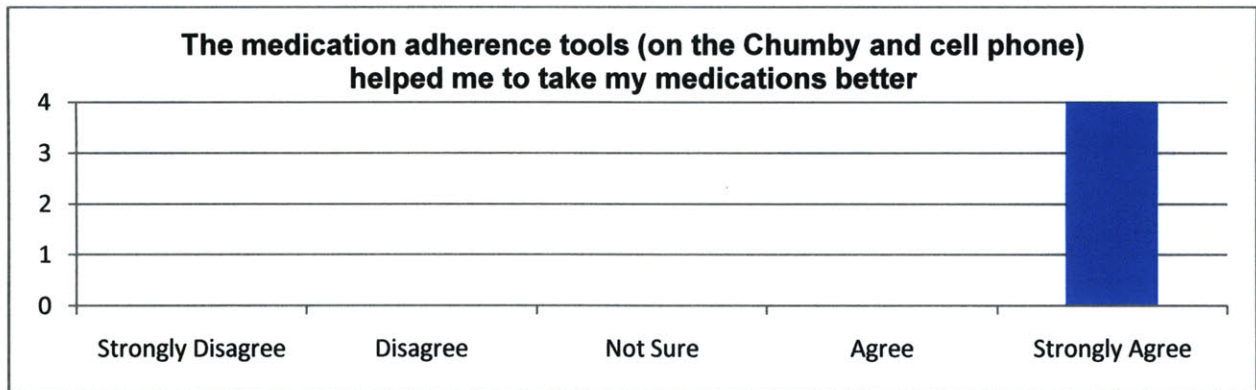 The medication adherence tools (on the Chumby and cell phone)
helped me to take my medications better
4
3
2
1
0
Strongly Disagree Disagree Not Sure Agree Strongly Agree